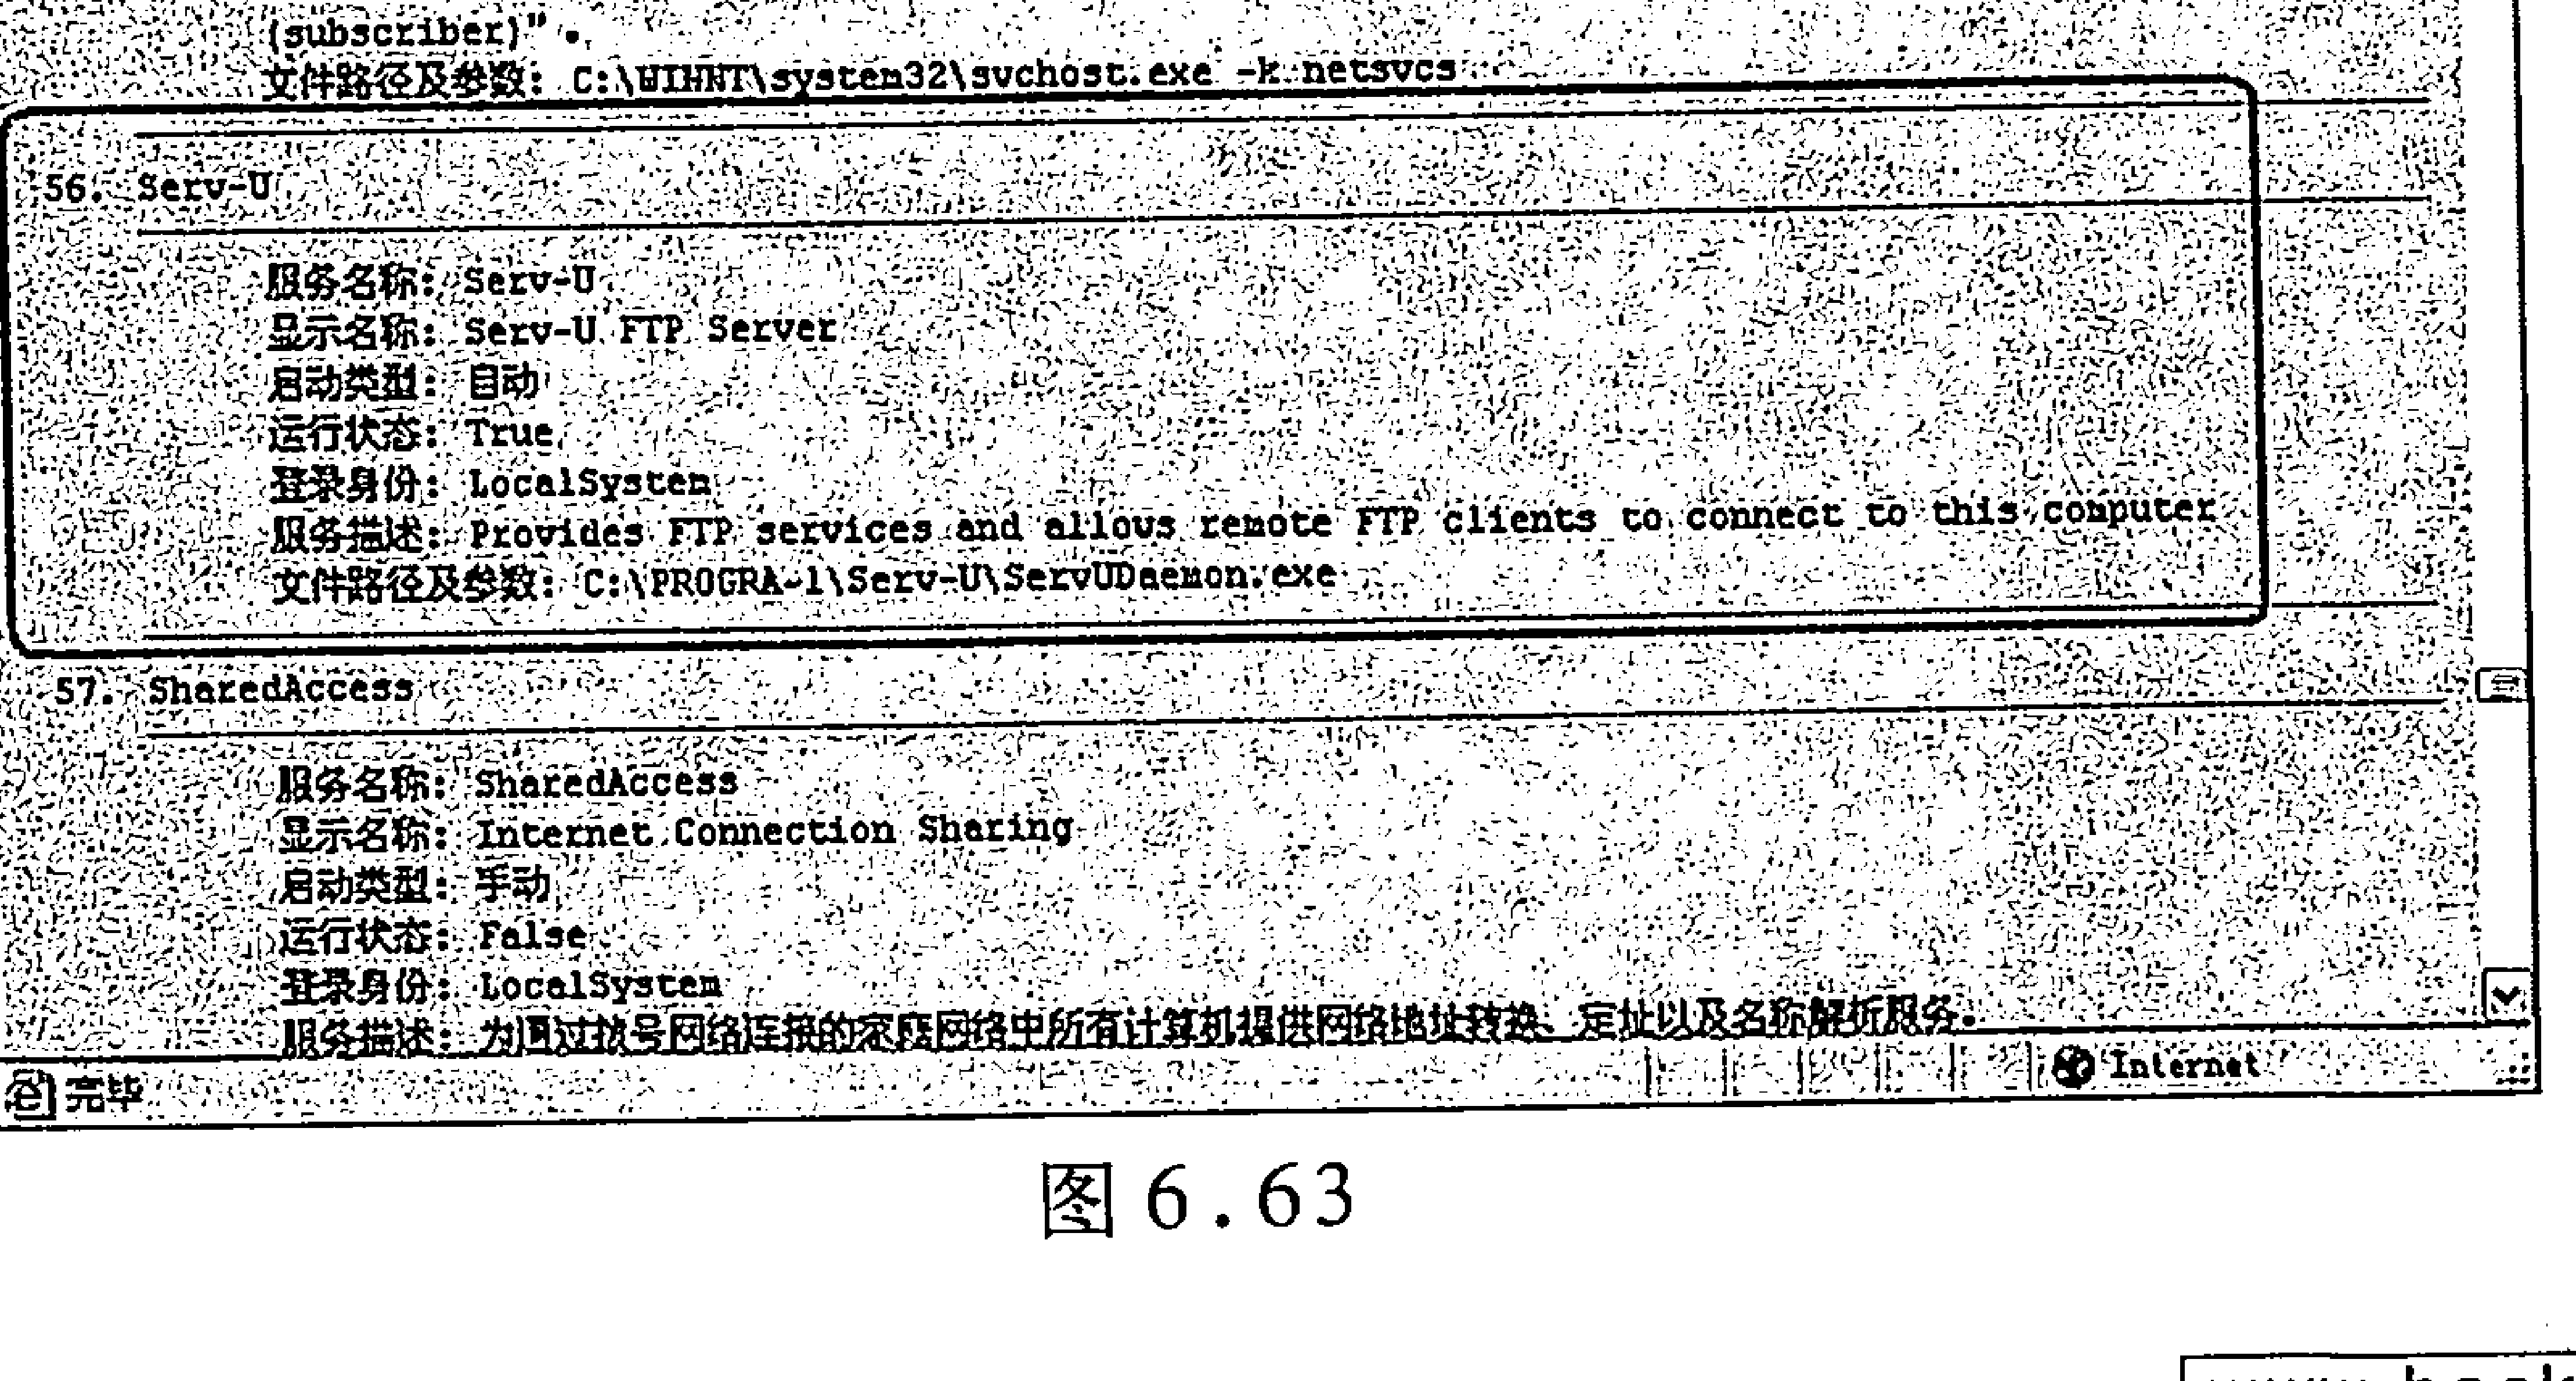 (subscriber)"。
文件路径及参数: C:\WINNT\system32\svchost.exe -k netsvcs
56. Serv-U
服务名称: Serv-U
显示名称: Serv-U FTP Server
启动类型: 自动
运行状态: True
登录身份: LocalSystem
服务描述: Provides FTP services and allows remote FTP clients to connect to this computer
文件路径及参数: C:\PROGRA~1\Serv-U\ServUDaemon.exe
57. SharedAccess
服务名称: SharedAccess
显示名称: Internet Connection Sharing
启动类型: 手动
运行状态: False
登录身份: LocalSystem
服务描述: 为通过拨号网络连接的家庭网络中所有计算机提供网络地址转换、定址以及名称解析服务。
完毕 Internet
图 6.63